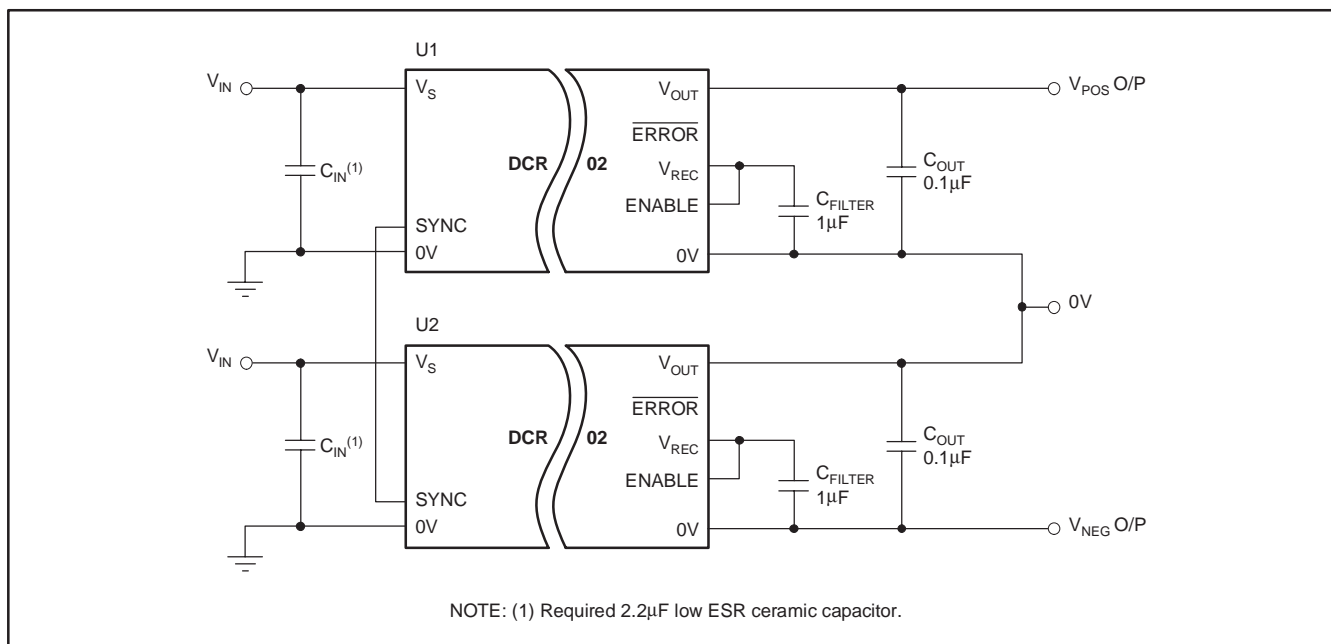 U1
V_IN
V_S
V_OUT
V_POS O/P
ERROR
C_IN(1)
DCR 02
V_REC
C_OUT
0.1μF
ENABLE
C_FILTER
1μF
SYNC
0V
0V
0V
U2
V_IN
V_S
V_OUT
ERROR
C_IN(1)
DCR 02
V_REC
C_OUT
0.1μF
ENABLE
C_FILTER
1μF
SYNC
0V
0V
V_NEG O/P
NOTE: (1) Required 2.2μF low ESR ceramic capacitor.